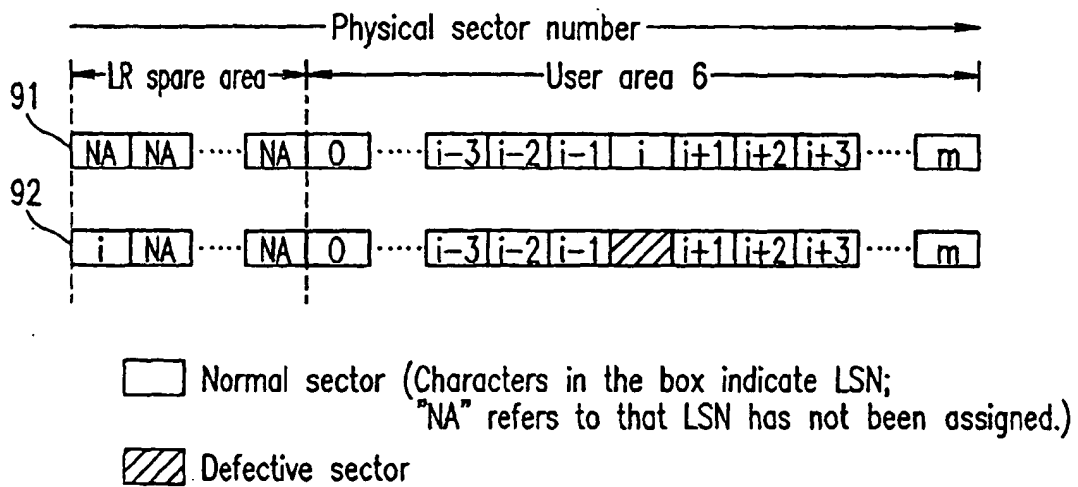 Physical sector number
LR spare area User area 6
91
NA NA ..... NA 0 ..... i-3 i-2 i-1 i i+1 i+2 i+3 ..... m
92
i NA ..... NA 0 ..... i-3 i-2 i-1 i+1 i+2 i+3 ..... m
Normal sector (Characters in the box indicate LSN;
"NA" refers to that LSN has not been assigned.)
Defective sector